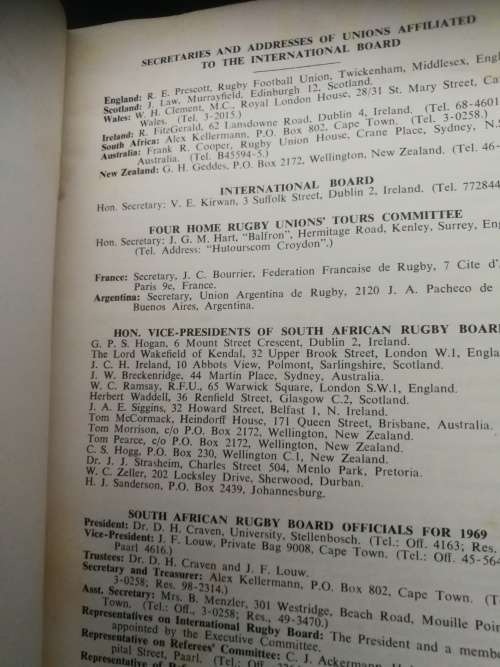 SECRETARIES AND ADDRESSES OF UNIONS AFFILIATED
TO THE INTERNATIONAL BOARD
England: R. E. Prescott, Rugby Football Union, Twickenham, Middlesex,
Scotland: J. Law, Murrayfield, Edinburgh 12, Scotland.
Wales: W. H. Clement, M.C., Royal London House, 28/31 St. Mary Street,
Wales. (Tel. 3-2015.)
Ireland: R. FitzGerald, 62 Lansdowne Road, Dublin 4, Ireland. (Tel.
South Africa: Alex Kellermann, P.O. Box 802, Cape Town. (Tel. 3-0258.)
Australia: Frank R. Cooper, Rugby Union House, Crane Place, Sydney,
Australia. (Tel. B45594-5.)
New Zealand: G. H. Geddes, P.O. Box 2172, Wellington, New Zealand. (Tel. 46-
INTERNATIONAL BOARD
Hon. Secretary: V. E. Kirwan, 3 Suffolk Street, Dublin 2, Ireland. (Tel. 77284
FOUR HOME RUGBY UNIONS' TOURS COMMITTEE
Hon. Secretary: J. G. M. Hart, "Balfron", Hermitage Road, Kenley, Surrey,
(Tel. Address: "Hutourscom Croydon".)
France: Secretary, J. C. Bourrier, Federation Francaise de Rugby, 7 Cite d'
Paris 9e, France.
Argentina: Secretary, Union Argentina de Rugby, 2120 J. A. Pacheco de
Buenos Aires, Argentina.
HON. VICE-PRESIDENTS OF SOUTH AFRICAN RUGBY BOARD
G. P. S. Hogan, 6 Mount Street Crescent, Dublin 2, Ireland.
The Lord Wakefield of Kendal, 32 Upper Brook Street, London W.1,
J. C. H. Ireland, 10 Abbots View, Polmont, Sarlingshire, Scotland.
J. W. Breckenridge, 44 Martin Place, Sydney, Australia.
W. C. Ramsay, R.F.U., 65 Warwick Square, London S.W.1, England.
Herbert Waddell, 36 Renfield Street, Glasgow C.2, Scotland.
J. A. E. Siggins, 32 Howard Street, Belfast 1, N. Ireland.
Tom McCormack, Heindorff House, 171 Queen Street, Brisbane, Australia.
Tom Morrison, c/o P.O. Box 2172, Wellington, New Zealand.
Tom Pearce, c/o P.O. Box 2172, Wellington, New Zealand.
C. S. Hogg, P.O. Box 230, Wellington C.1, New Zealand.
Dr. J. J. Strasheim, Charles Street 504, Menlo Park, Pretoria.
W. C. Zeller, 202 Locksley Drive, Sherwood, Durban.
H. J. Sanderson, P.O. Box 2439, Johannesburg.
SOUTH AFRICAN RUGBY BOARD OFFICIALS FOR 1969
President: Dr. D. H. Craven, University, Stellenbosch. (Tel.: Off. 4163; Res.
Vice-President: J. F. Louw, Private Bag 9008, Cape Town. (Tel.: Off. 45-564
Paarl 4616.)
Trustees: Dr. D. H. Craven and J. F. Louw.
Secretary and Treasurer: Alex Kellermann, P.O. Box 802, Cape Town. (T
3-0258; Res. 98-2314.)
Asst. Secretary: Mrs. B. Menzler, 301 Westridge, Beach Road, Mouille Poin
Town. (Tel.: Off., 3-0258; Res., 49-3470.)
Representatives on International Rugby Board: The President and a memb
appointed by the Executive Committee.
Representative on Referees' Committee: C. J. Ackerman,
pital Street, Paarl. (Tel.: Off.